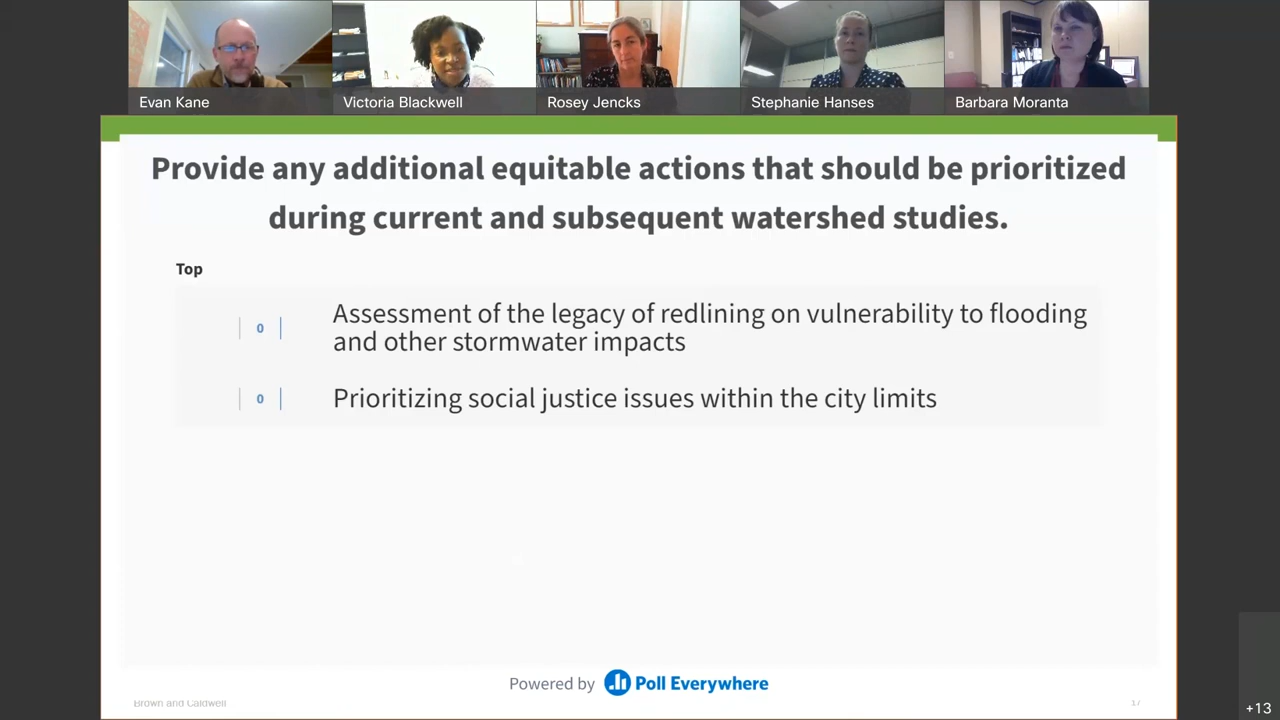 Evan Kane
Victoria Blackwell
Rosey Jencks
Stephanie Hanses
Barbara Moranta
Provide any additional equitable actions that should be prioritized
during current and subsequent watershed studies.
Top
0
Assessment of the legacy of redlining on vulnerability to flooding
and other stormwater impacts
0
Prioritizing social justice issues within the city limits
Powered by Poll Everywhere
Brown and Caldwell
17
+13